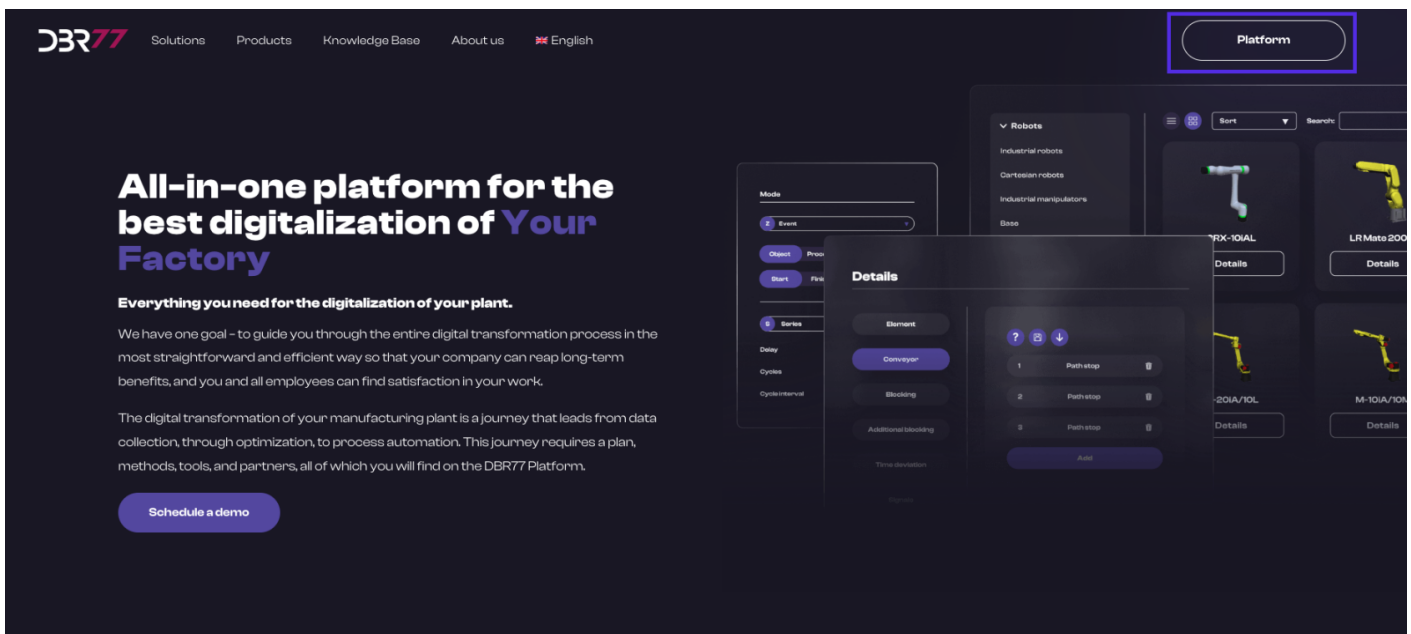 DBR77
Solutions
Products
Knowledge Base
About us
English
Platform
All-in-one platform for the
best digitalization of Your
Factory
Everything you need for the digitalization of your plant.
We have one goal – to guide you through the entire digital transformation process in the
most straightforward and efficient way so that your company can reap long-term
benefits, and you and all employees can find satisfaction in your work.
The digital transformation of your manufacturing plant is a journey that leads from data
collection, through optimization, to process automation. This journey requires a plan,
methods, tools, and partners, all of which you will find on the DBR77 Platform.
Schedule a demo
Mode
Z Event
Object
Start
S Series
Delay
Cycles
Cycle interval
Robots
Industrial robots
Cartesian robots
Industrial manipulators
Base
Sort
Search:
RX-10iAL
Details
LR Mate 200
Details
-20iA/10L
Details
M-10iA/10M
Details
Details
Element
Conveyor
Blocking
Additional blocking
Time deviation
?
1 Path stop
2 Path stop
3 Path stop
Add